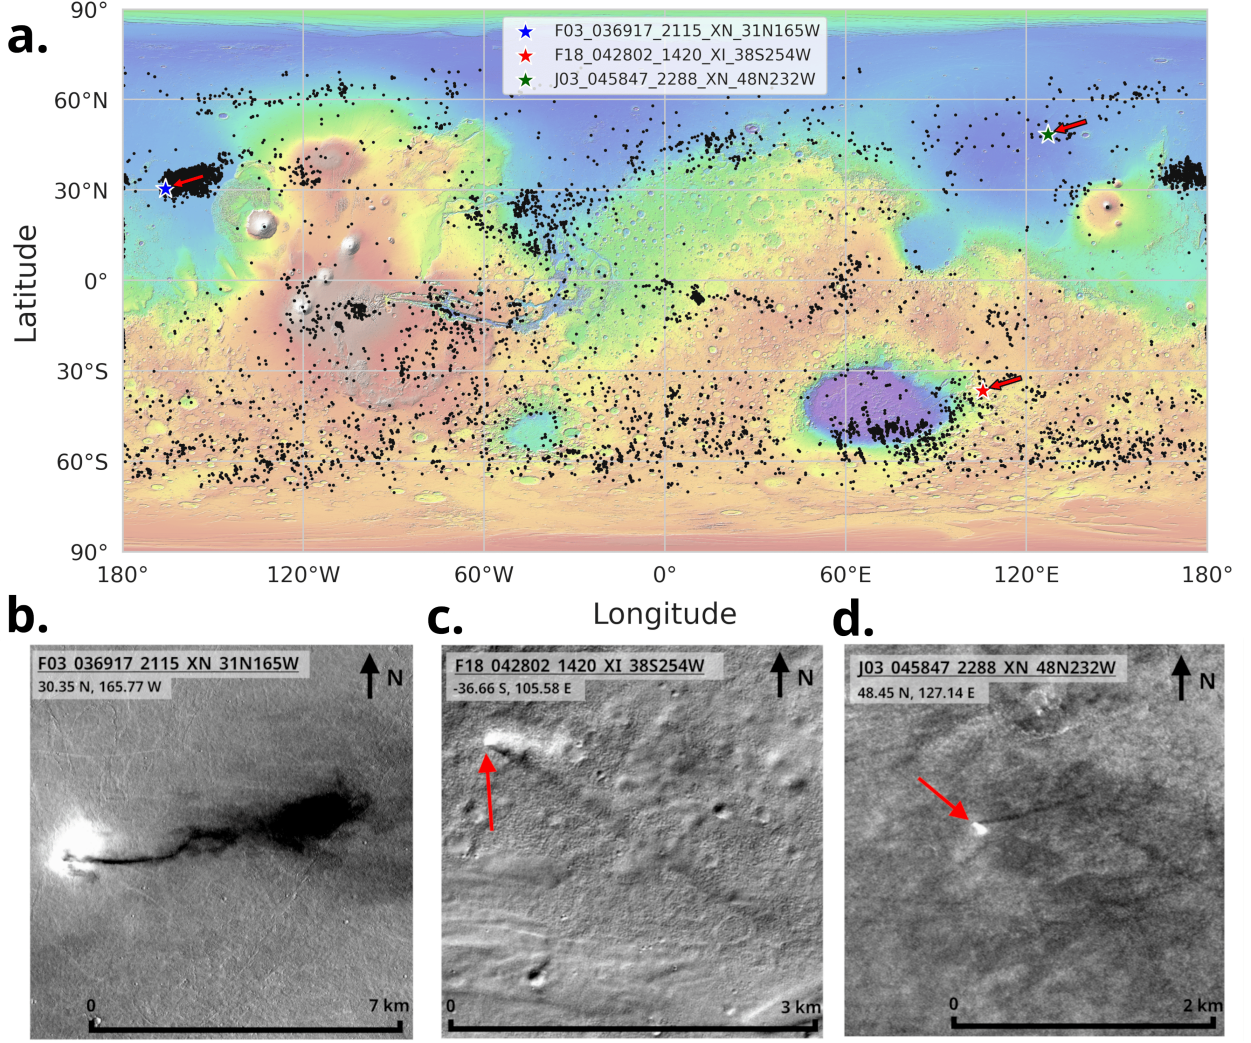 a.
90°
60°N
30°N
0°
30°S
60°S
90°
Latitude
F03_036917_2115_XN_31N165W
F18_042802_1420_XI_38S254W
J03_045847_2288_XN_48N232W
180° 120°W 60°W 0° 60°E 120°E 180°
Longitude
b.
F03 036917 2115 XN 31N165W
30.35 N, 165.77 W
N
0 7 km
c.
F18 042802 1420 XI 38S254W
-36.66 S, 105.58 E
N
0 3 km
d.
J03 045847 2288 XN 48N232W
48.45 N, 127.14 E
N
0 2 km